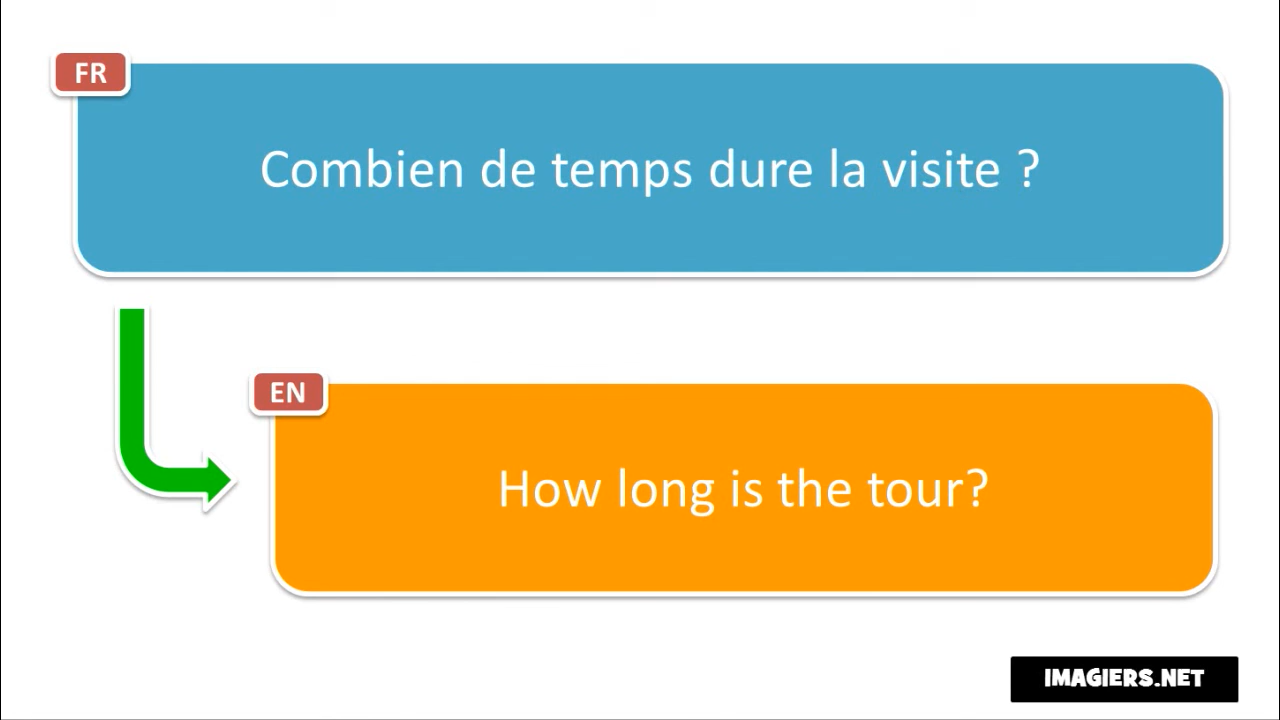 FR
Combien de temps dure la visite ?
EN
How long is the tour?
IMAGIERS.NET